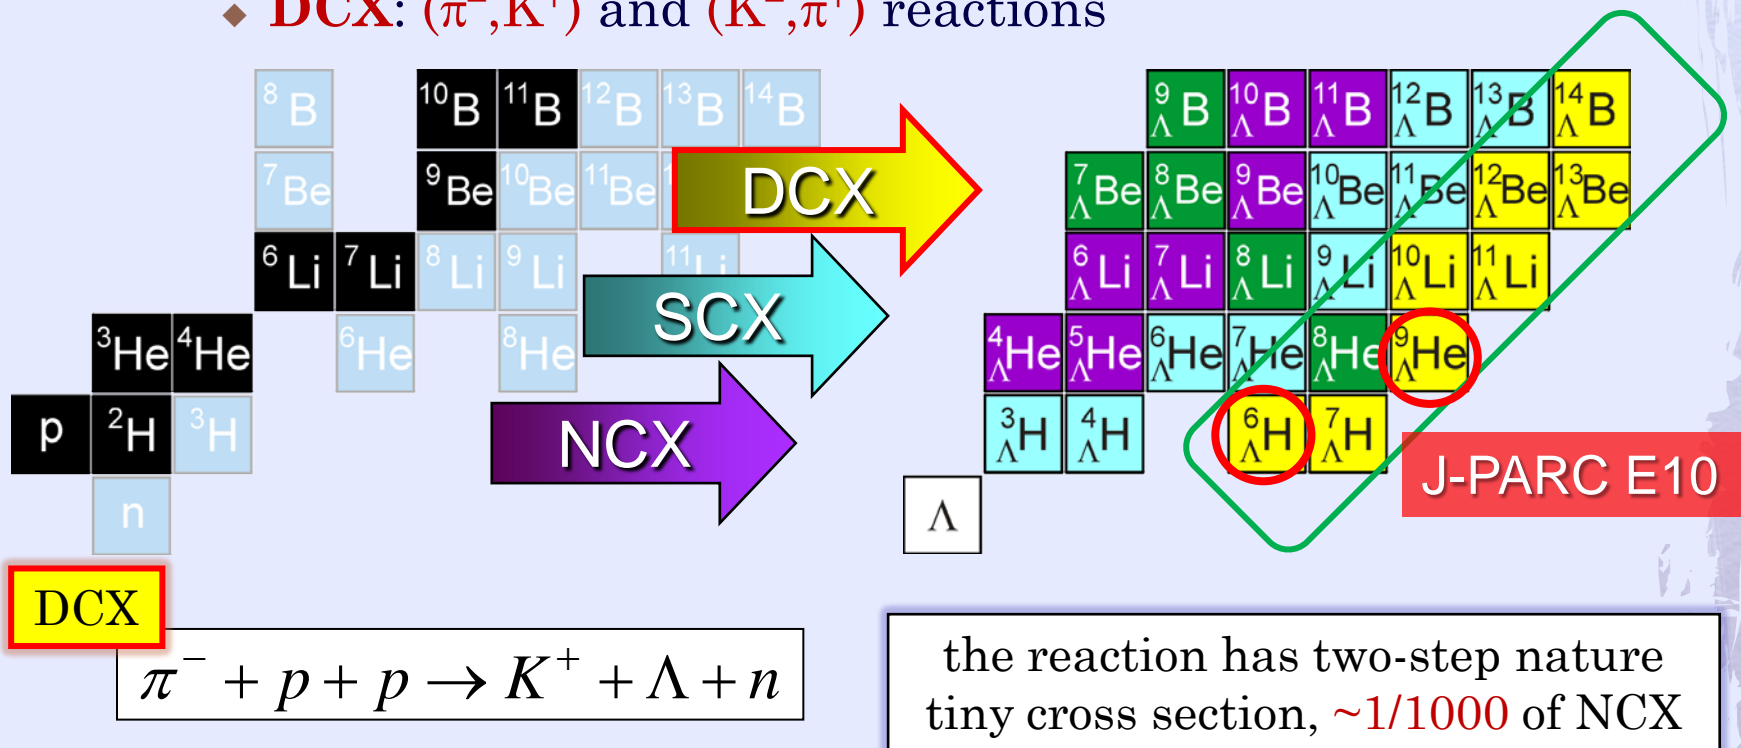 ◆ DCX: (π⁻,K⁺) and (K⁻,π⁺) reactions
⁸B ¹⁰B ¹¹B ¹²B ¹³B ¹⁴B
⁷Be ⁹Be ¹⁰Be ¹¹Be
⁶Li ⁷Li ⁸Li ⁹Li ¹¹Li
³He ⁴He ⁶He ⁸He
p ²H ³H
n
DCX
SCX
NCX
⁹ΛB ¹⁰ΛB ¹¹ΛB ¹²ΛB ¹³ΛB ¹⁴ΛB
⁷ΛBe ⁸ΛBe ⁹ΛBe ¹⁰ΛBe ¹¹ΛBe ¹²ΛBe ¹³ΛBe
⁶ΛLi ⁷ΛLi ⁸ΛLi ⁹ΛLi ¹⁰ΛLi ¹¹ΛLi
⁴ΛHe ⁵ΛHe ⁶ΛHe ⁷ΛHe ⁸ΛHe ⁹ΛHe
³ΛH ⁴ΛH ⁶ΛH ⁷ΛH
Λ
J-PARC E10
DCX
π⁻ + p + p → K⁺ + Λ + n
the reaction has two-step nature
tiny cross section, ~1/1000 of NCX